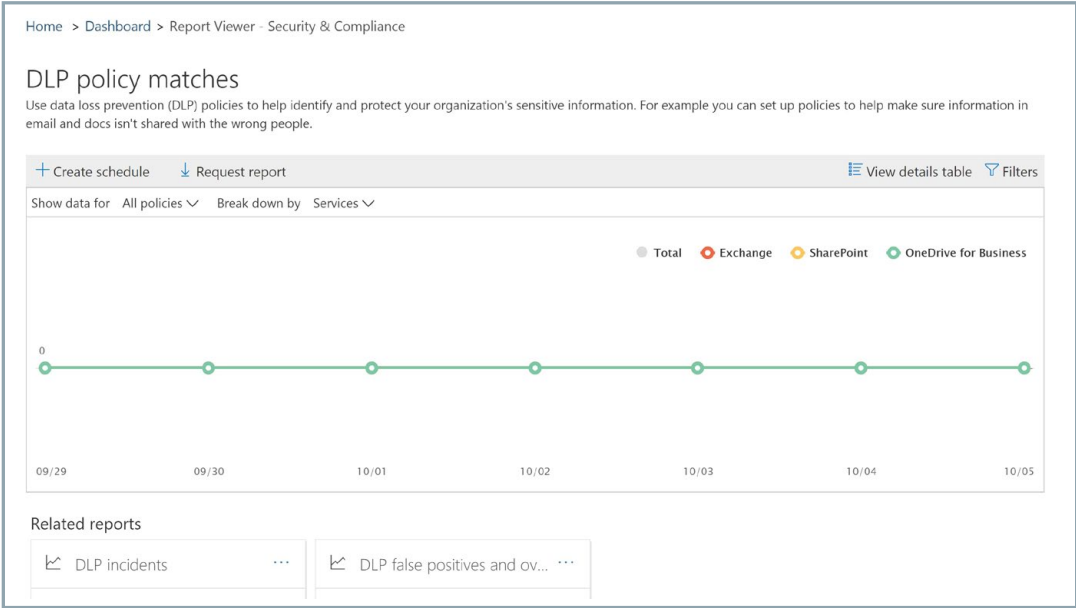 Home > Dashboard > Report Viewer - Security & Compliance
DLP policy matches
Use data loss prevention (DLP) policies to help identify and protect your organization's sensitive information. For example you can set up policies to help make sure information in
email and docs isn't shared with the wrong people.
Create schedule Request report View details table Filters
Show data for All policies Break down by Services
Total Exchange SharePoint OneDrive for Business
0
09/29 09/30 10/01 10/02 10/03 10/04 10/05
Related reports
DLP incidents ... DLP false positives and ov... ...